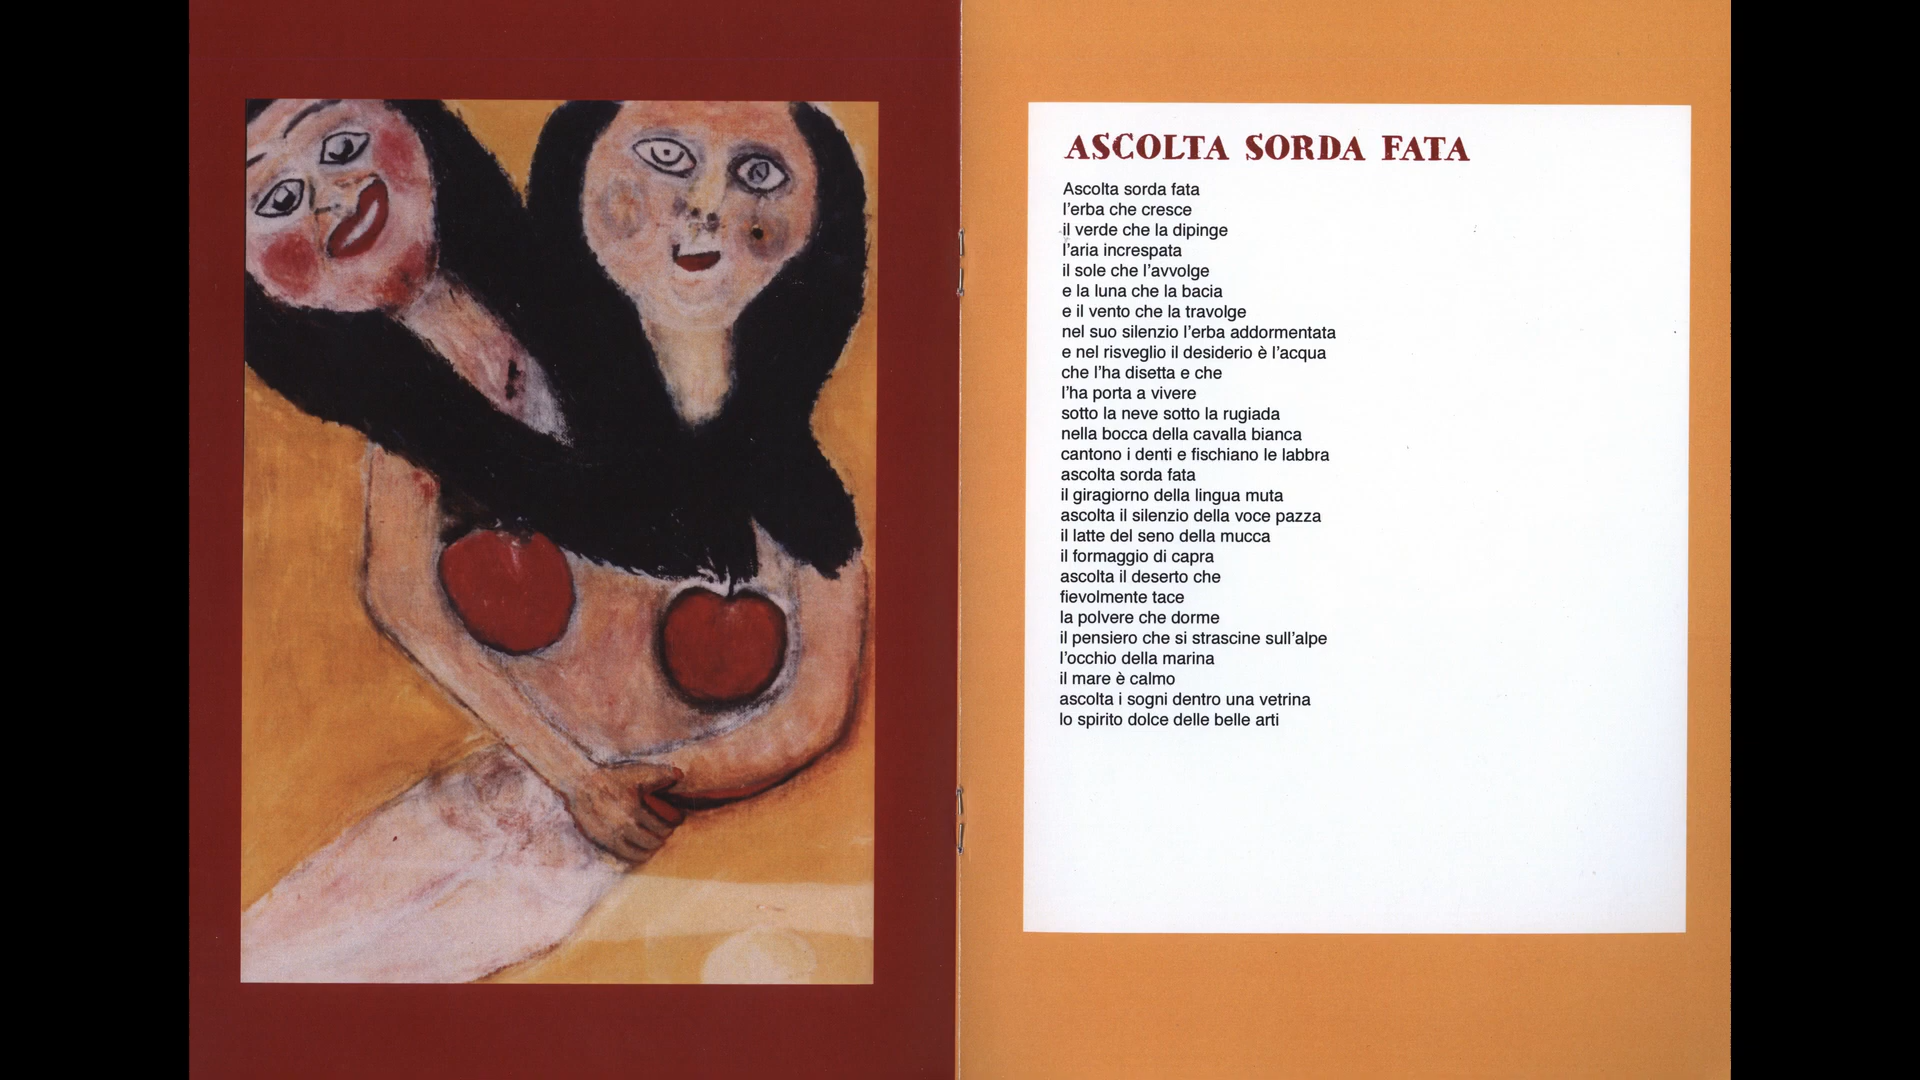 ASCOLTA SORDA FATA
Ascolta sorda fata
l'erba che cresce
il verde che la dipinge
l'aria increspata
il sole che l'avvolge
e la luna che la bacia
e il vento che la travolge
nel suo silenzio l'erba addormentata
e nel risveglio il desiderio è l'acqua
che l'ha disetta e che
l'ha porta a vivere
sotto la neve sotto la rugiada
nella bocca della cavalla bianca
cantono i denti e fischiano le labbra
ascolta sorda fata
il giragiorno della lingua muta
ascolta il silenzio della voce pazza
il latte del seno della mucca
il formaggio di capra
ascolta il deserto che
fievolmente tace
la polvere che dorme
il pensiero che si strascine sull'alpe
l'occhio della marina
il mare è calmo
ascolta i sogni dentro una vetrina
lo spirito dolce delle belle arti